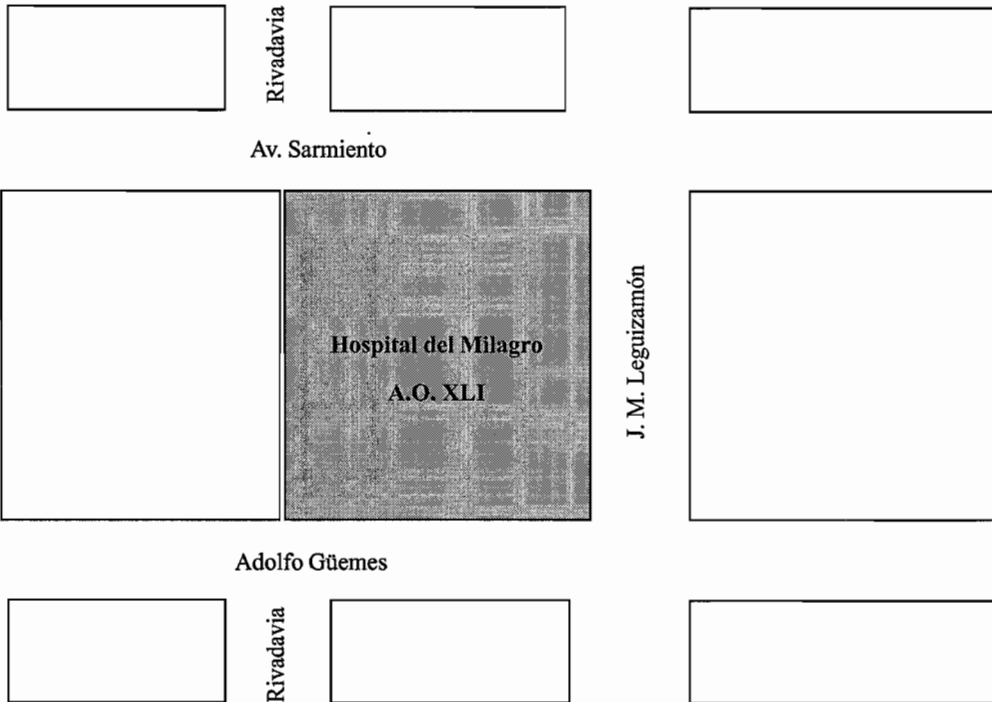 Rivadavia
Av. Sarmiento
Hospital del Milagro
A.O. XLI
J. M. Leguizamón
Adolfo Güemes
Rivadavia